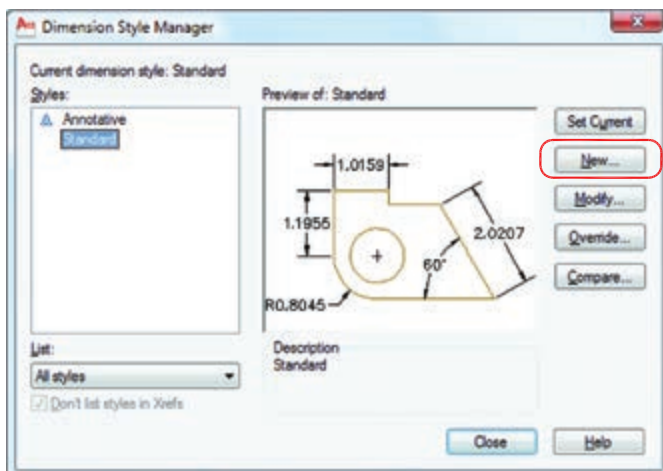 Dimension Style Manager
Current dimension style: Standard
Styles:
Annotative
Standard
Preview of: Standard
1.0159
1.1955
2.0207
60°
R0.8045
Set Current
New...
Modify...
Override...
Compare...
List:
All styles
Don't list styles in Xrefs
Description
Standard
Close
Help